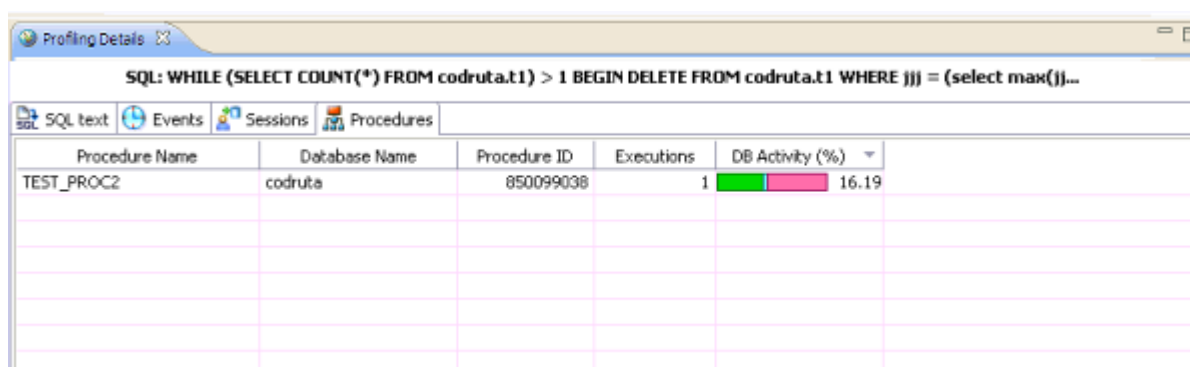 Profiling Details
SQL: WHILE (SELECT COUNT(*) FROM codruta.t1) > 1 BEGIN DELETE FROM codruta.t1 WHERE jjj = (select max(jj...
SQL text Events Sessions Procedures
Procedure Name Database Name Procedure ID Executions DB Activity (%)
TEST_PROC2 codruta 850099038 1 16.19